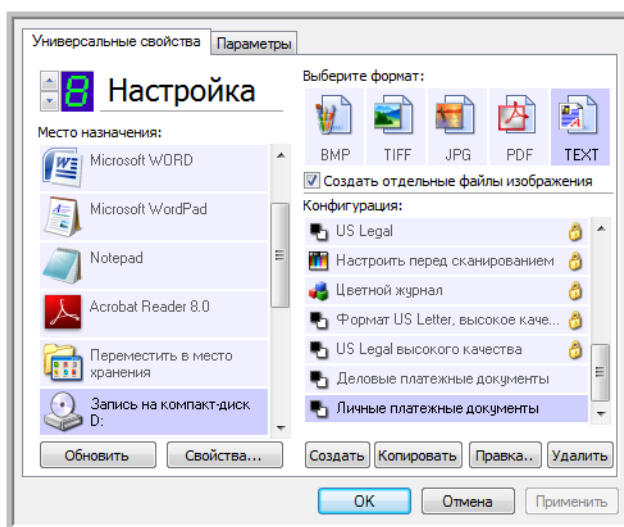 Универсальные свойства
Параметры
8 Настройка
Место назначения:
Microsoft WORD
Microsoft WordPad
Notepad
Acrobat Reader 8.0
Переместить в место
хранения
Запись на компакт-диск
D:
Обновить
Свойства...
Выберите формат:
BMP
TIFF
JPG
PDF
TEXT
Создать отдельные файлы изображения
Конфигурация:
US Legal
Настроить перед сканированием
Цветной журнал
Формат US Letter, высокое каче...
US Legal высокого качества
Деловые платежные документы
Личные платежные документы
Создать
Копировать
Правка..
Удалить
OK
Отмена
Применить